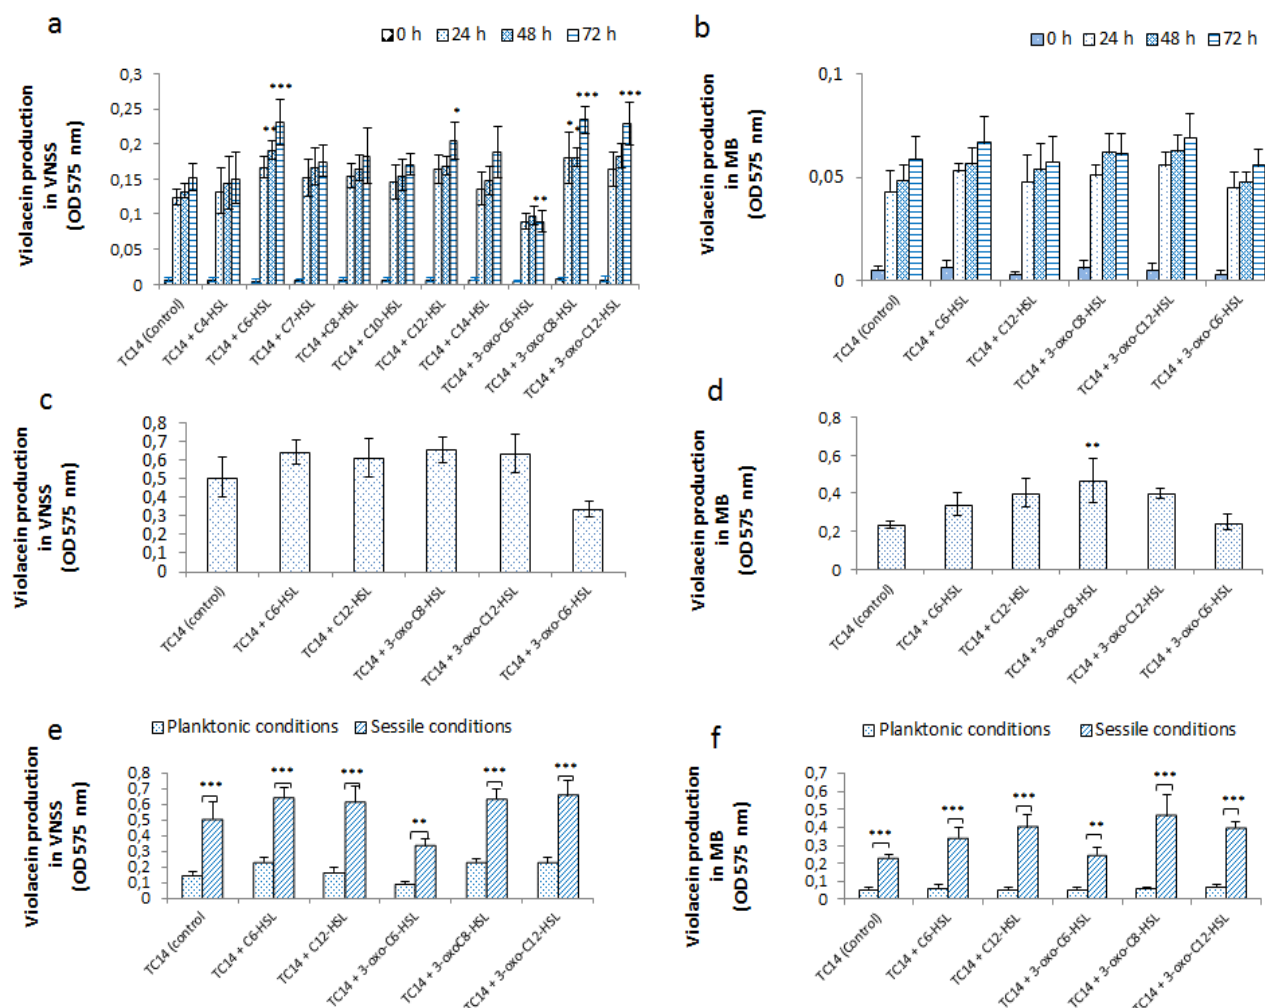 a
0 h 24 h 48 h 72 h
Violacein production
in VNSS
(OD575 nm)
0,3
0,25
0,2
0,15
0,1
0,05
0
*** ** * ** * * *** ***
TC14 (Control)
TC14 + C4-HSL
TC14 + C6-HSL
TC14 + C7-HSL
TC14 +C8-HSL
TC14 + C10-HSL
TC14 + C12-HSL
TC14 + C14-HSL
TC14 + 3-oxo-C6-HSL
TC14 + 3-oxo-C8-HSL
TC14 + 3-oxo-C12-HSL
b
0 h 24 h 48 h 72 h
Violacein production
in MB
(OD575 nm)
0,1
0,05
0
TC14 (Control)
TC14 + C6-HSL
TC14 + C12-HSL
TC14 + 3-oxo-C8-HSL
TC14 + 3-oxo-C12-HSL
TC14 + 3-oxo-C6-HSL
c
Violacein production
in VNSS
(OD575 nm)
0,8
0,7
0,6
0,5
0,4
0,3
0,2
0,1
0
TC14 (control)
TC14 + C6-HSL
TC14 + C12-HSL
TC14 + 3-oxo-C8-HSL
TC14 + 3-oxo-C12-HSL
TC14 + 3-oxo-C6-HSL
d
Violacein production
in MB
(OD575 nm)
0,8
0,6
0,4
0,2
0
**
TC14 (control)
TC14 + C6-HSL
TC14 + C12-HSL
TC14 + 3-oxo-C8-HSL
TC14 + 3-oxo-C12-HSL
TC14 + 3-oxo-C6-HSL
e
Planktonic conditions Sessile conditions
Violacein production
in VNSS
(OD575 nm)
0,8
0,7
0,6
0,5
0,4
0,3
0,2
0,1
0
*** *** *** ** *** ***
TC14 (control)
TC14 + C6-HSL
TC14 + C12-HSL
TC14 + 3-oxo-C6-HSL
TC14 + 3-oxoC8-HSL
TC14 + 3-oxo-C12-HSL
f
Planktonic conditions Sessile conditions
Violacein production
in MB
(OD575 nm)
0,7
0,6
0,5
0,4
0,3
0,2
0,1
0
*** *** *** ** *** ***
TC14 (Control)
TC14 + C6-HSL
TC14 + C12-HSL
TC14 + 3-oxo-C6-HSL
TC14 + 3-oxo-C8-HSL
TC14 + 3-oxo-C12-HSL